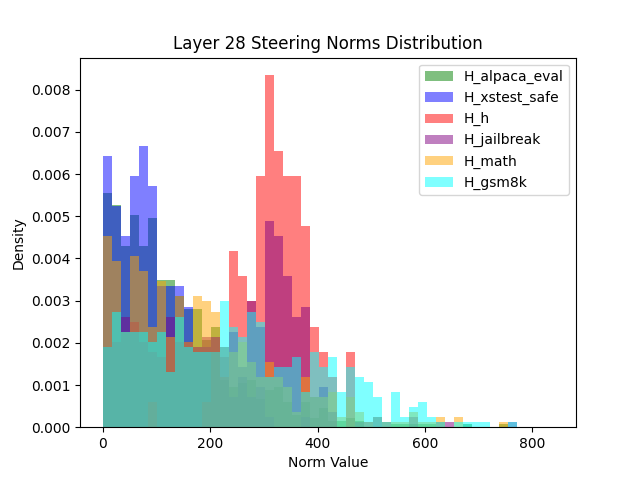 Layer 28 Steering Norms Distribution
0.008
0.007
0.006
0.005
0.004
0.003
0.002
0.001
0.000
Density
H_alpaca_eval
H_xstest_safe
H_h
H_jailbreak
H_math
H_gsm8k
0 200 400 600 800
Norm Value